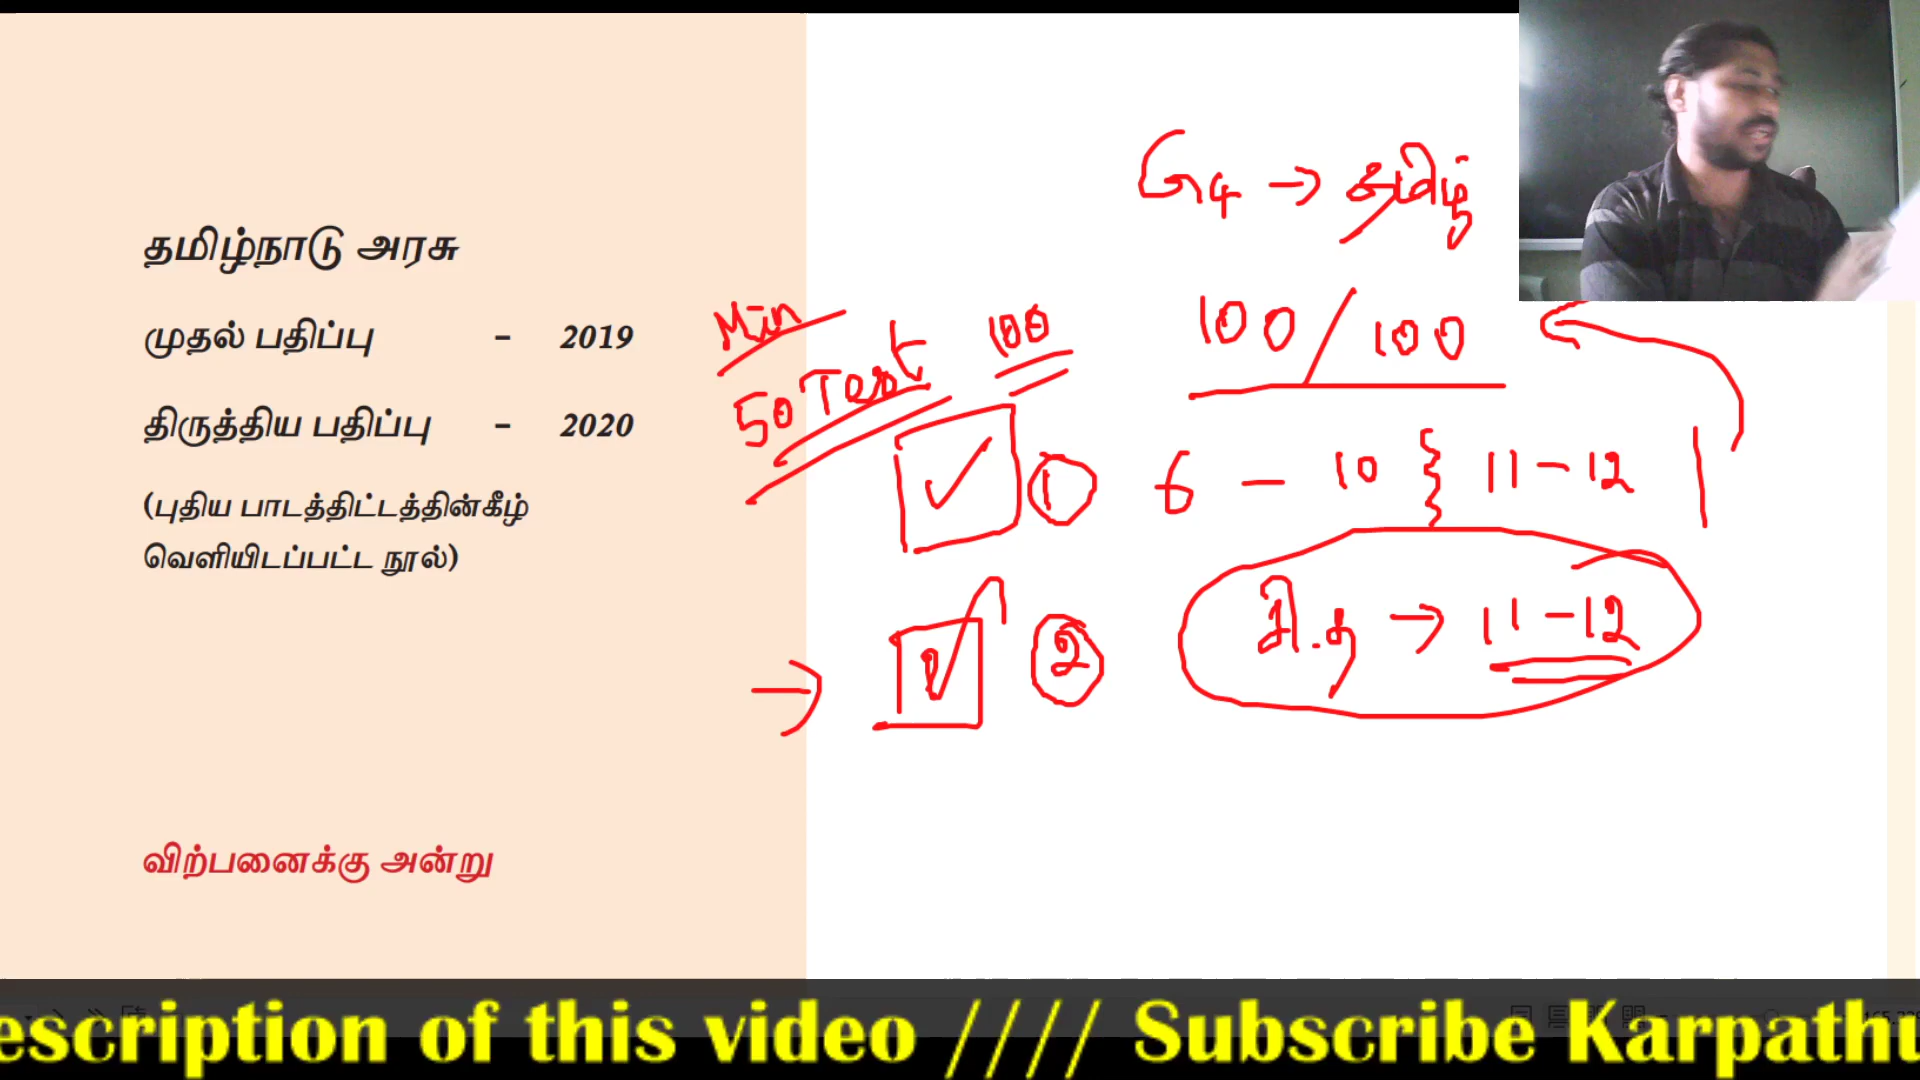 தமிழ்நாடு அரசு
முதல் பதிப்பு - 2019
திருத்திய பதிப்பு - 2020
(புதிய பாடத்திட்டத்தின்கீழ்
வெளியிடப்பட்ட நூல்)
விற்பனைக்கு அன்று
G4 → தமிழ்
Min
50 Test
100
100/100
1 6 - 10 } 11 - 12
2 → 11 - 12
escription of this video //// Subscribe Karpathu